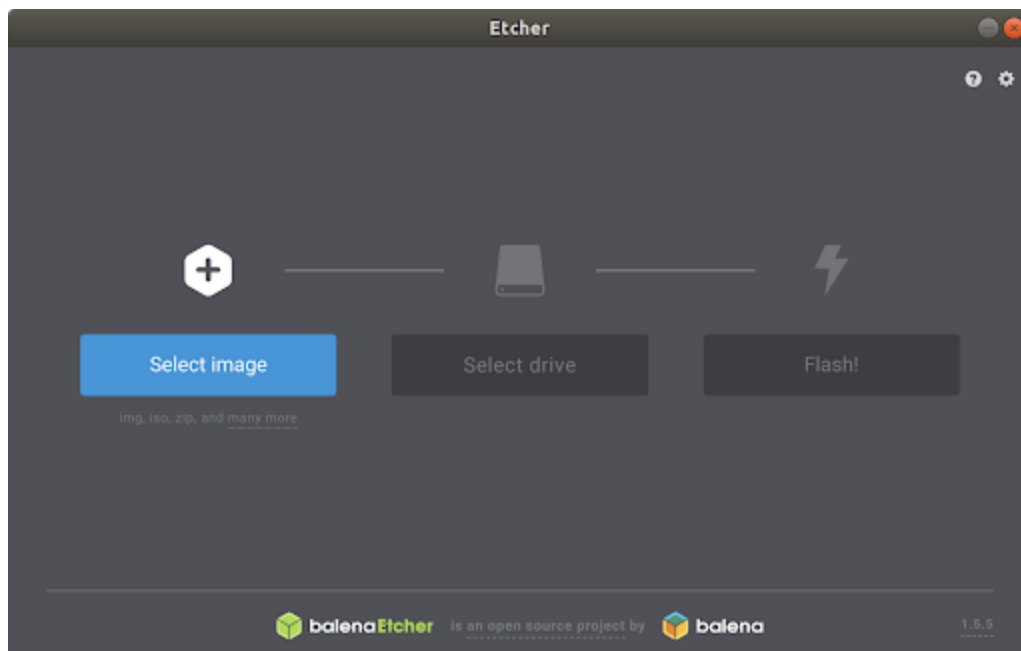 Etcher
Select image
Select drive
Flash!
img, iso, zip, and many more
balenaEtcher is an open source project by balena
1.5.5